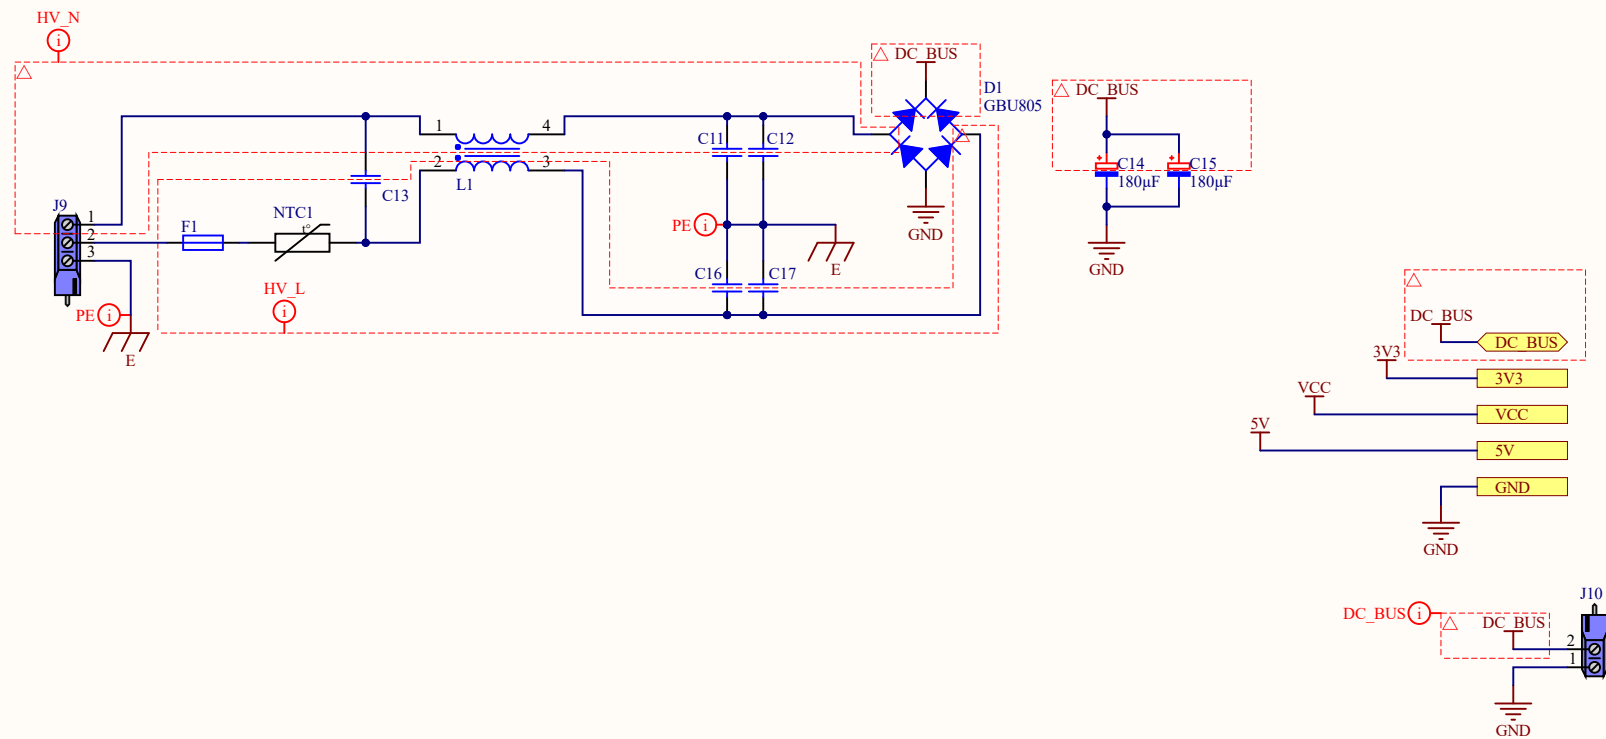 HV_N
i
DC_BUS
D1
GBU805
DC_BUS
1
4
C11
C12
2
3
L1
C13
C14
180µF
C15
180µF
J9
1
2
3
F1
NTC1
t°
PE
i
GND
E
C16
C17
GND
HV_L
i
PE
i
E
DC_BUS
DC_BUS
3V3
3V3
VCC
VCC
5V
5V
GND
GND
J10
DC_BUS
i
DC_BUS
2
1
GND